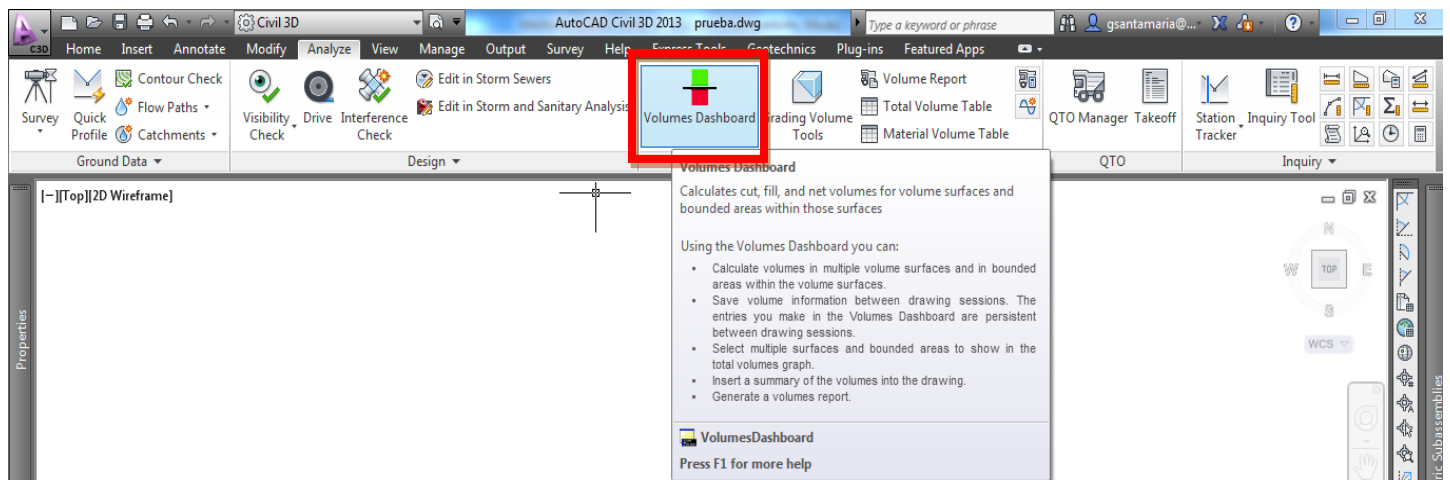 Civil 3D
AutoCAD Civil 3D 2013 prueba.dwg
Type a keyword or phrase
gsantamaria@...
C3D
Home Insert Annotate Modify Analyze View Manage Output Survey Help Express Tools Geotechnics Plug-ins Featured Apps
Survey
Quick
Profile
Contour Check
Flow Paths
Catchments
Ground Data
Visibility
Check
Drive
Interference
Check
Edit in Storm Sewers
Edit in Storm and Sanitary Analysis
Design
Volumes Dashboard
Grading Volume
Tools
Volume Report
Total Volume Table
Material Volume Table
QTO Manager
Takeoff
QTO
Station
Tracker
Inquiry Tool
Inquiry
[–][Top][2D Wireframe]
Volumes Dashboard
Calculates cut, fill, and net volumes for volume surfaces and
bounded areas within those surfaces
Using the Volumes Dashboard you can:
• Calculate volumes in multiple volume surfaces and in bounded
areas within the volume surfaces.
• Save volume information between drawing sessions. The
entries you make in the Volumes Dashboard are persistent
between drawing sessions.
• Select multiple surfaces and bounded areas to show in the
total volumes graph.
• Insert a summary of the volumes into the drawing.
• Generate a volumes report.
VolumesDashboard
Press F1 for more help
N
W
TOP
E
S
WCS
Properties
Subassemblies